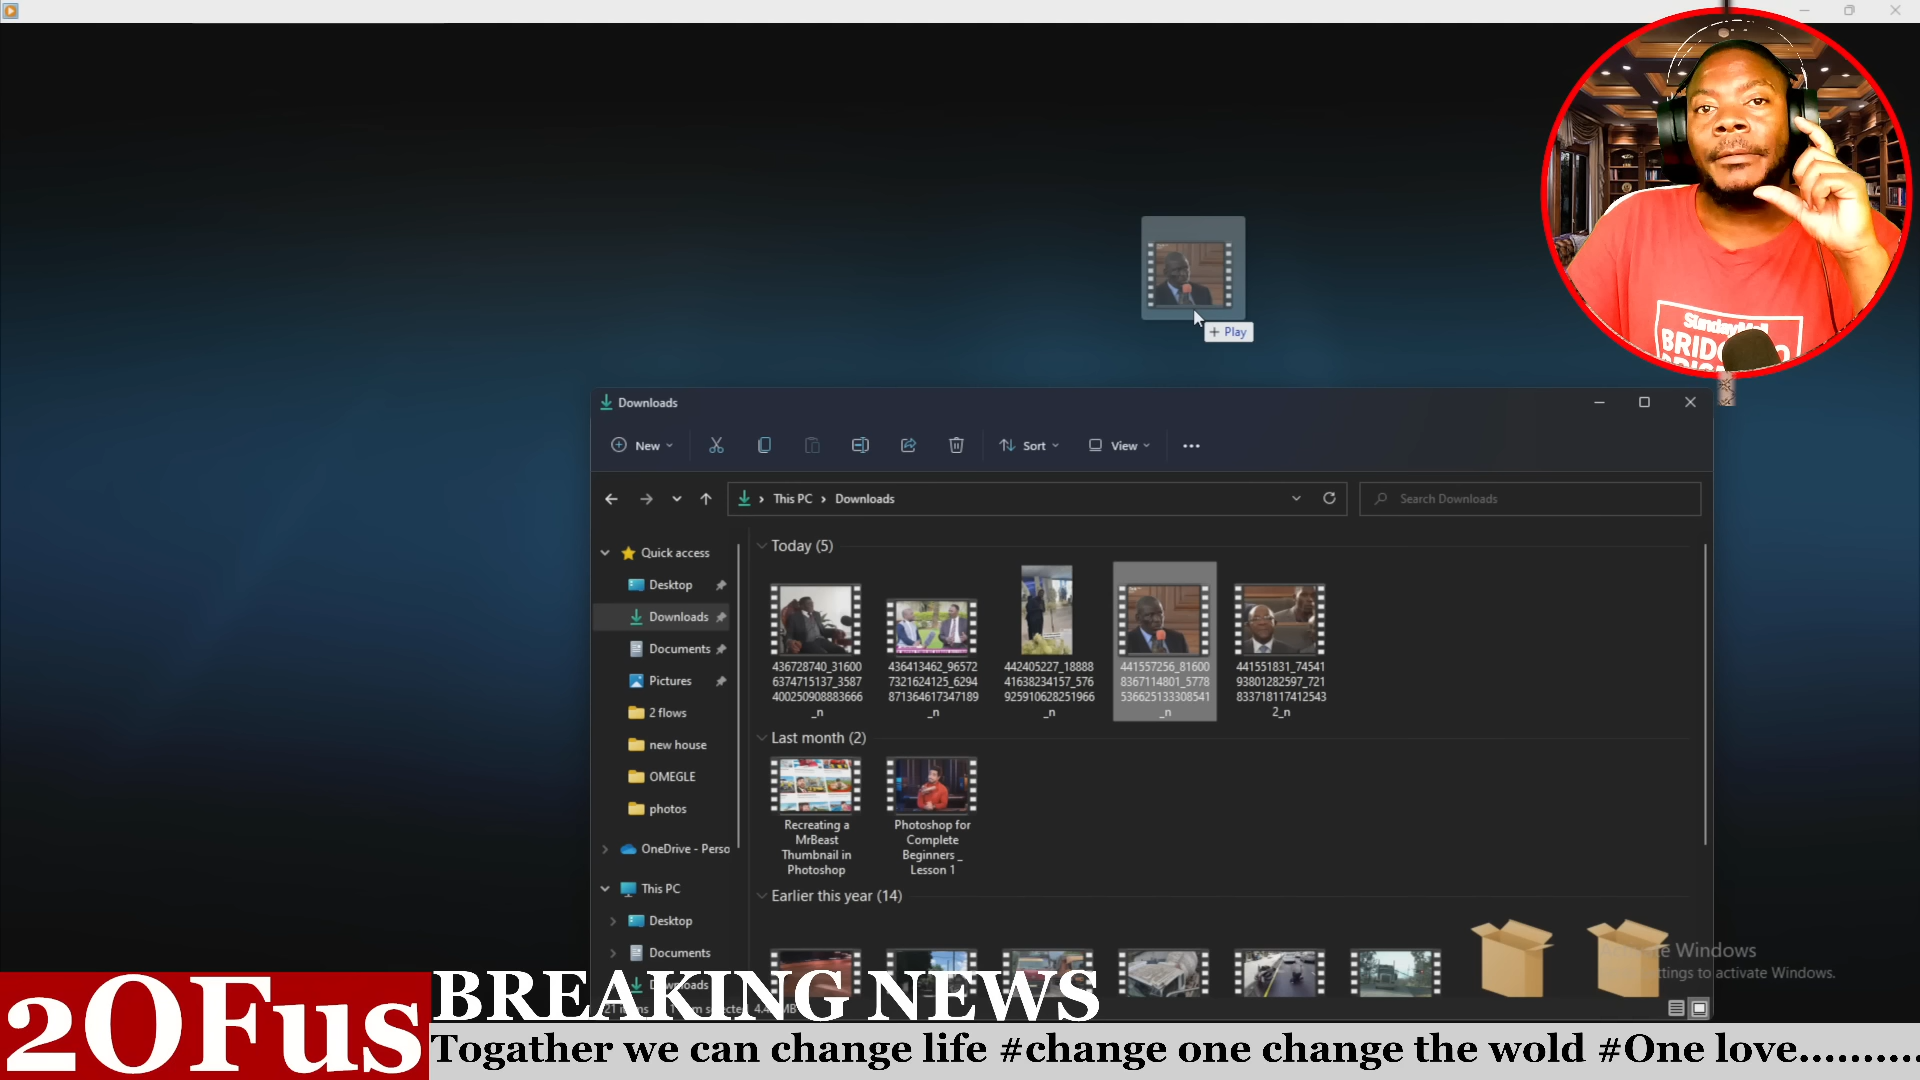 + Play
Downloads
New
Sort
View
This PC > Downloads
Search Downloads
Quick access
Desktop
Downloads
Documents
Pictures
2 flows
new house
OMEGLE
photos
OneDrive - Perso
This PC
Desktop
Documents
Today (5)
436728740_31600
6374715137_3587
400250908883666
_n
436413462_96572
7321624125_6294
871364617347189
_n
442405227_18888
41638234157_576
925910628251966
_n
441557256_81600
8367114801_5778
536625133308541
_n
441551831_74541
93801282597_721
833718117412543
2_n
Last month (2)
Recreating a
MrBeast
Thumbnail in
Photoshop
Photoshop for
Complete
Beginners _
Lesson 1
Earlier this year (14)
Windows
to activate Windows.
2OFus
BREAKING NEWS
Togather we can change life #change one change the wold #One love..........